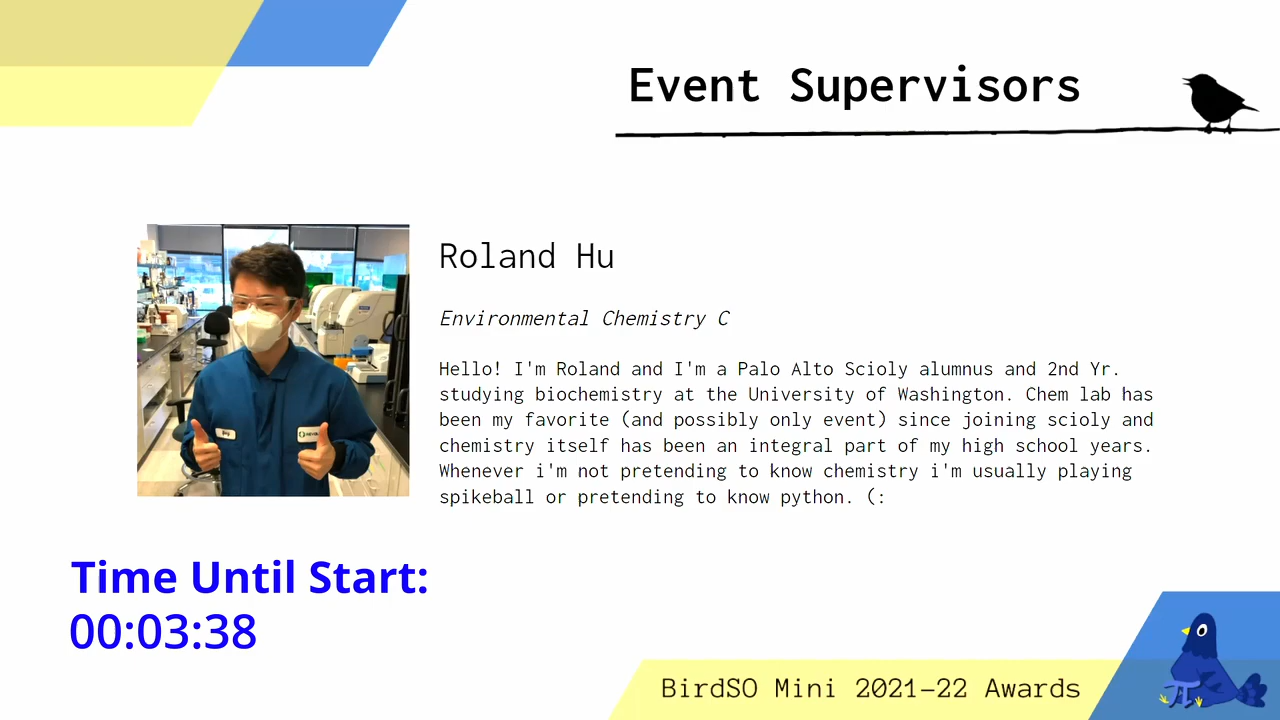 Event Supervisors
Roland Hu
Environmental Chemistry C
Hello! I'm Roland and I'm a Palo Alto Scioly alumnus and 2nd Yr.
studying biochemistry at the University of Washington. Chem lab has
been my favorite (and possibly only event) since joining scioly and
chemistry itself has been an integral part of my high school years.
Whenever i'm not pretending to know chemistry i'm usually playing
spikeball or pretending to know python. (:
Time Until Start:
00:03:38
BirdSO Mini 2021-22 Awards